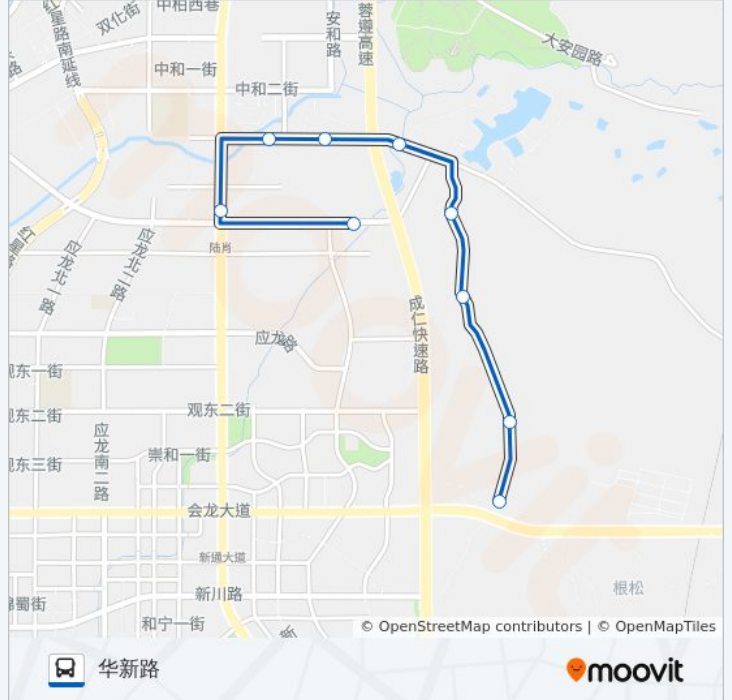 中柏西巷
双化街
红星路南延线
安和路
蓉遵高速
大安园路
路
中和一街
中和二街
应龙北一路
应龙北二路
陆肖
成仁快速路
应龙路
观东一街
观东二街
观东二街
应龙南二路
崇和一街
观东三街
会龙大道
新通大道
新川路
根松
锦蜀街
和宁一街
新
© OpenStreetMap contributors | © OpenMapTiles
华新路
moovit